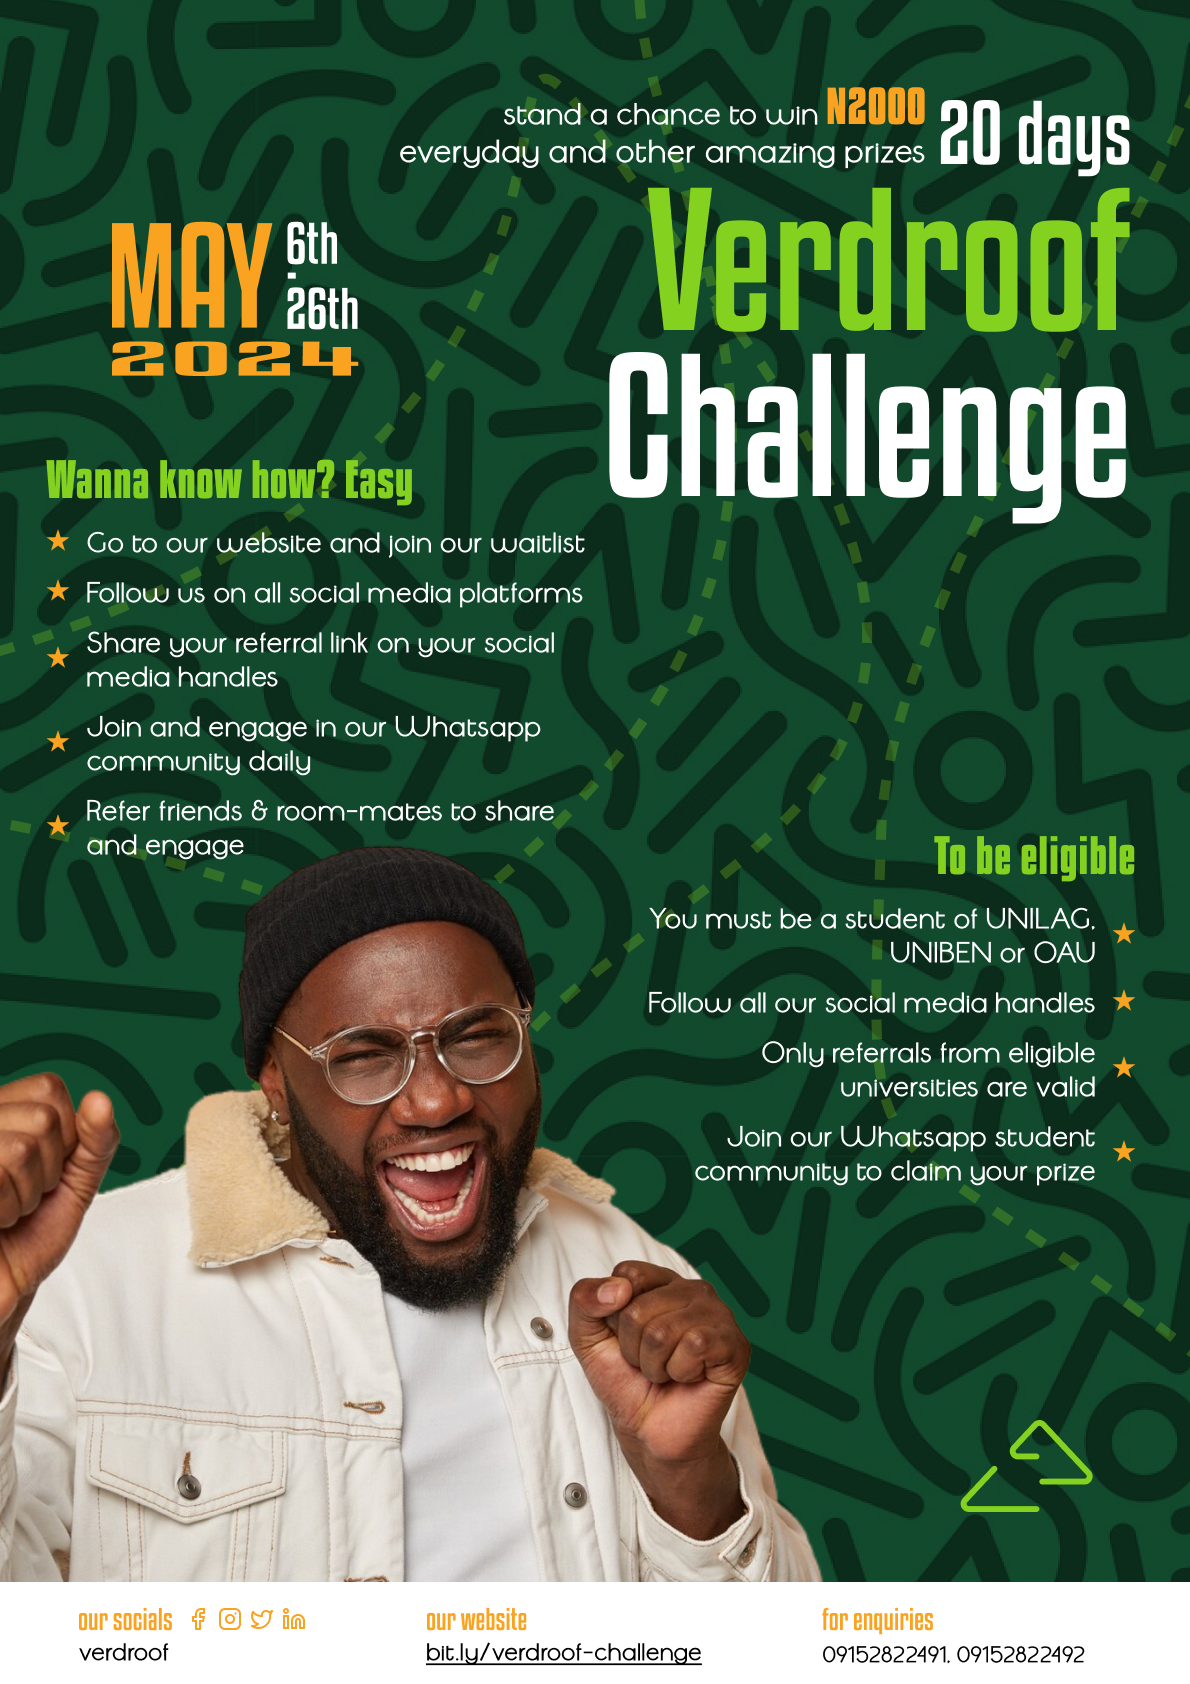 stand a chance to win N2000
everyday and other amazing prizes
20 days
Verdroof
Challenge
MAY 6th
-
26th
2024
Wanna know how? Easy
Go to our website and join our waitlist
Follow us on all social media platforms
Share your referral link on your social
media handles
Join and engage in our Whatsapp
community daily
Refer friends & room-mates to share
and engage
To be eligible
You must be a student of UNILAG,
UNIBEN or OAU
Follow all our social media handles
Only referrals from eligible
universities are valid
Join our Whatsapp student
community to claim your prize
our socials
verdroof
our website
bit.ly/verdroof-challenge
for enquiries
09152822491, 09152822492